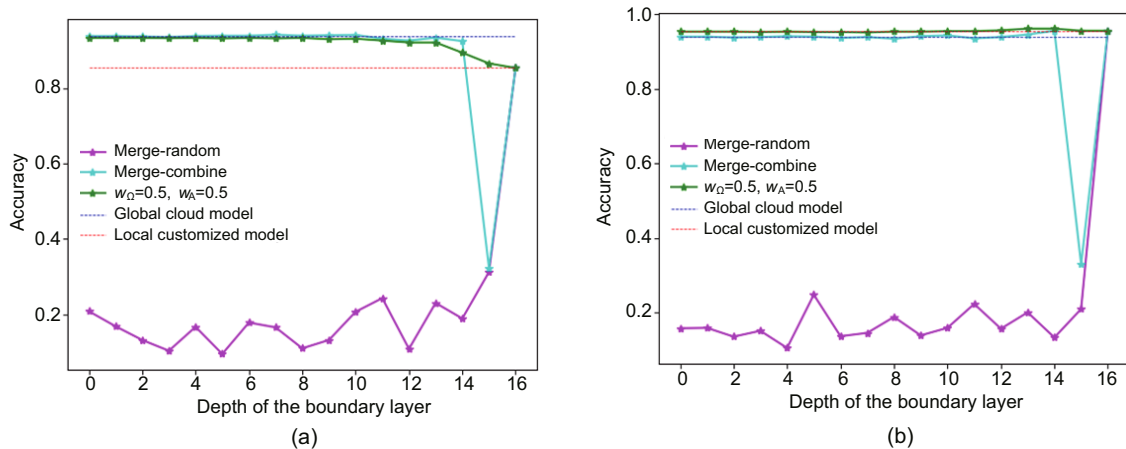 0.8
0.6
0.4
0.2
Accuracy
Merge-random
Merge-combine
wΩ=0.5, wA=0.5
Global cloud model
Local customized model
0 2 4 6 8 10 12 14 16
Depth of the boundary layer
(a)
1.0
0.8
0.6
0.4
0.2
Accuracy
Merge-random
Merge-combine
wΩ=0.5, wA=0.5
Global cloud model
Local customized model
0 2 4 6 8 10 12 14 16
Depth of the boundary layer
(b)